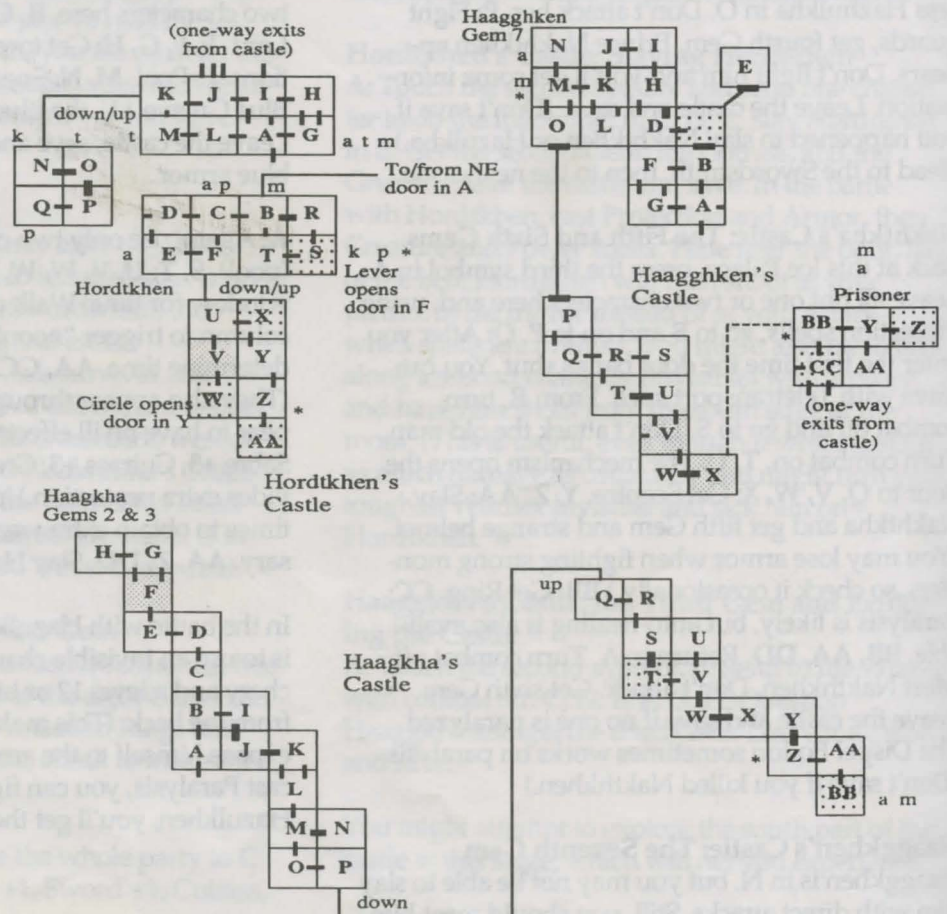 (one-way exits
from castle)
K J I H
down/up
k t t
M L A G
a t m
N O
a p m
To/from NE
door in A
Q P
D C B R
p
a
E F T S
k p *
Lever
opens
door in F
Hordtkhen
down/up
U X
V Y
Circle opens
door in P
W Z *
AA
Hordtkhen's
Castle
Haagghken
Gem 7
N J I
a
t
M K H
E
O D
F B
G A
Haagghken's
Castle
P
Q R S
T U
V
W X
m
a
Prisoner
*
BB Y Z
CC AA
(one-way
exits from
castle)
Haagkha
Gems 2 & 3
H G
F
E D
C
B I
A J K
L
M N
O P
down
Haagkha's
Castle
up
Q R
S U
T V
W X
Y
* Z AA
BB
a m